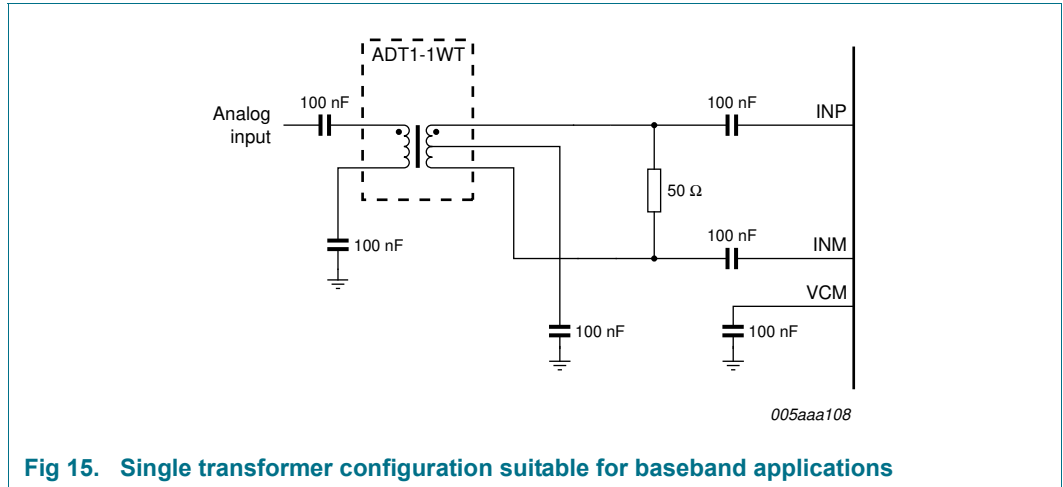 ADT1-1WT
Analog
input
100 nF
100 nF
INP
50 Ω
100 nF
INM
100 nF
VCM
100 nF
100 nF
005aaa108
Fig 15. Single transformer configuration suitable for baseband applications